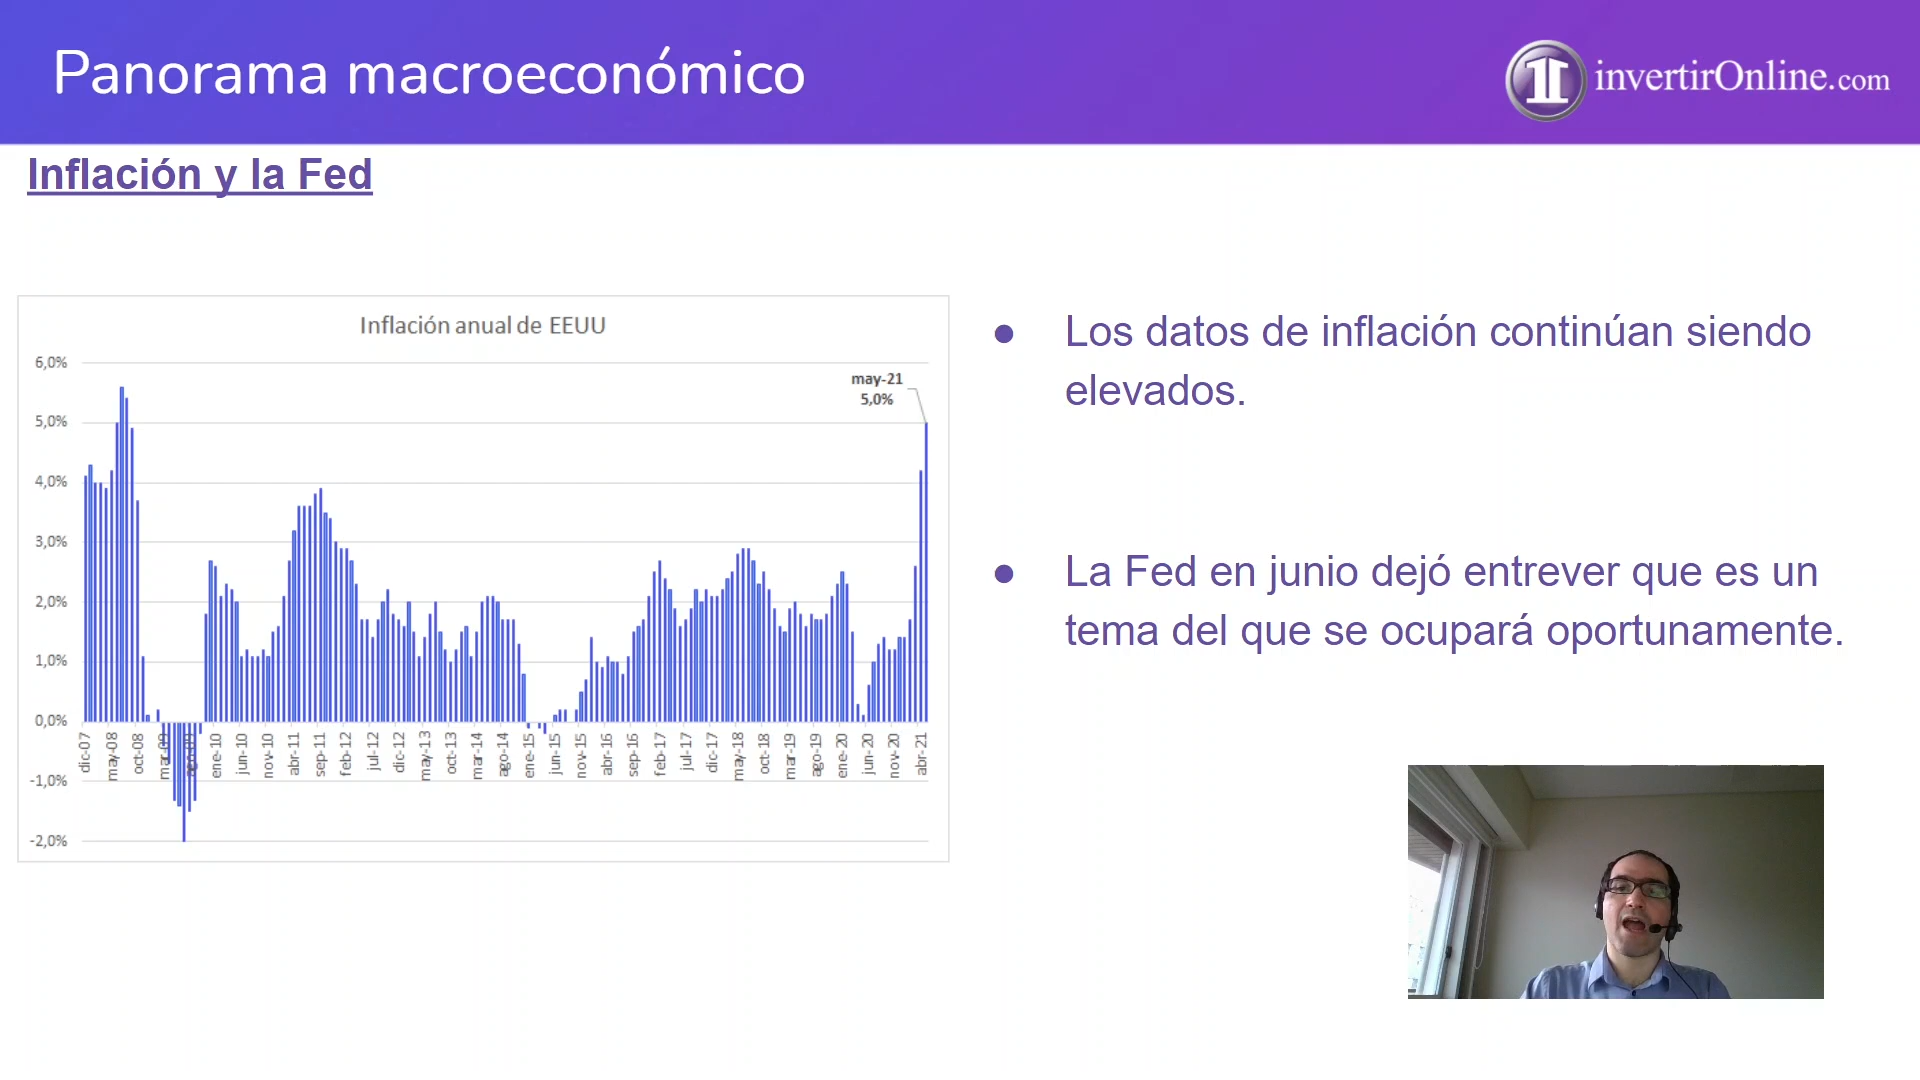 Panorama macroeconómico
invertirOnline.com
Inflación y la Fed
Inflación anual de EEUU
6,0%
5,0%
4,0%
3,0%
2,0%
1,0%
0,0%
-1,0%
-2,0%
may-21
5,0%
dic-07
may-08
oct-08
mar-09
ago-09
ene-10
jun-10
nov-10
abr-11
sep-11
feb-12
jul-12
dic-12
may-13
oct-13
mar-14
ago-14
ene-15
jun-15
nov-15
abr-16
sep-16
feb-17
jul-17
dic-17
may-18
oct-18
mar-19
ago-19
ene-20
jun-20
nov-20
abr-21
● Los datos de inflación continúan siendo
elevados.
● La Fed en junio dejó entrever que es un
tema del que se ocupará oportunamente.